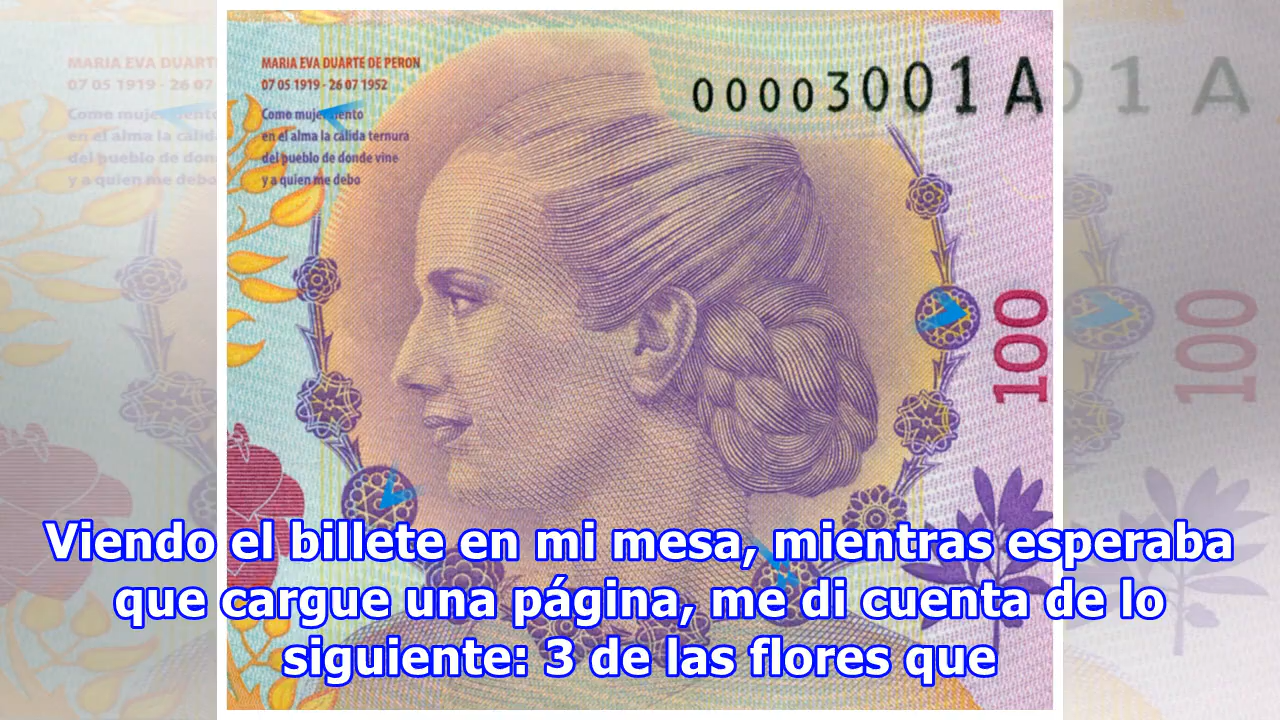 MARIA EVA DUARTE DE PERON
07 05 1919 - 26 07 1952
Como mujer siento
en el alma la cálida ternura
del pueblo de donde vine
y a quien me debo
00003001 A
100
Viendo el billete en mi mesa, mientras esperaba
que cargue una página, me di cuenta de lo
siguiente: 3 de las flores que